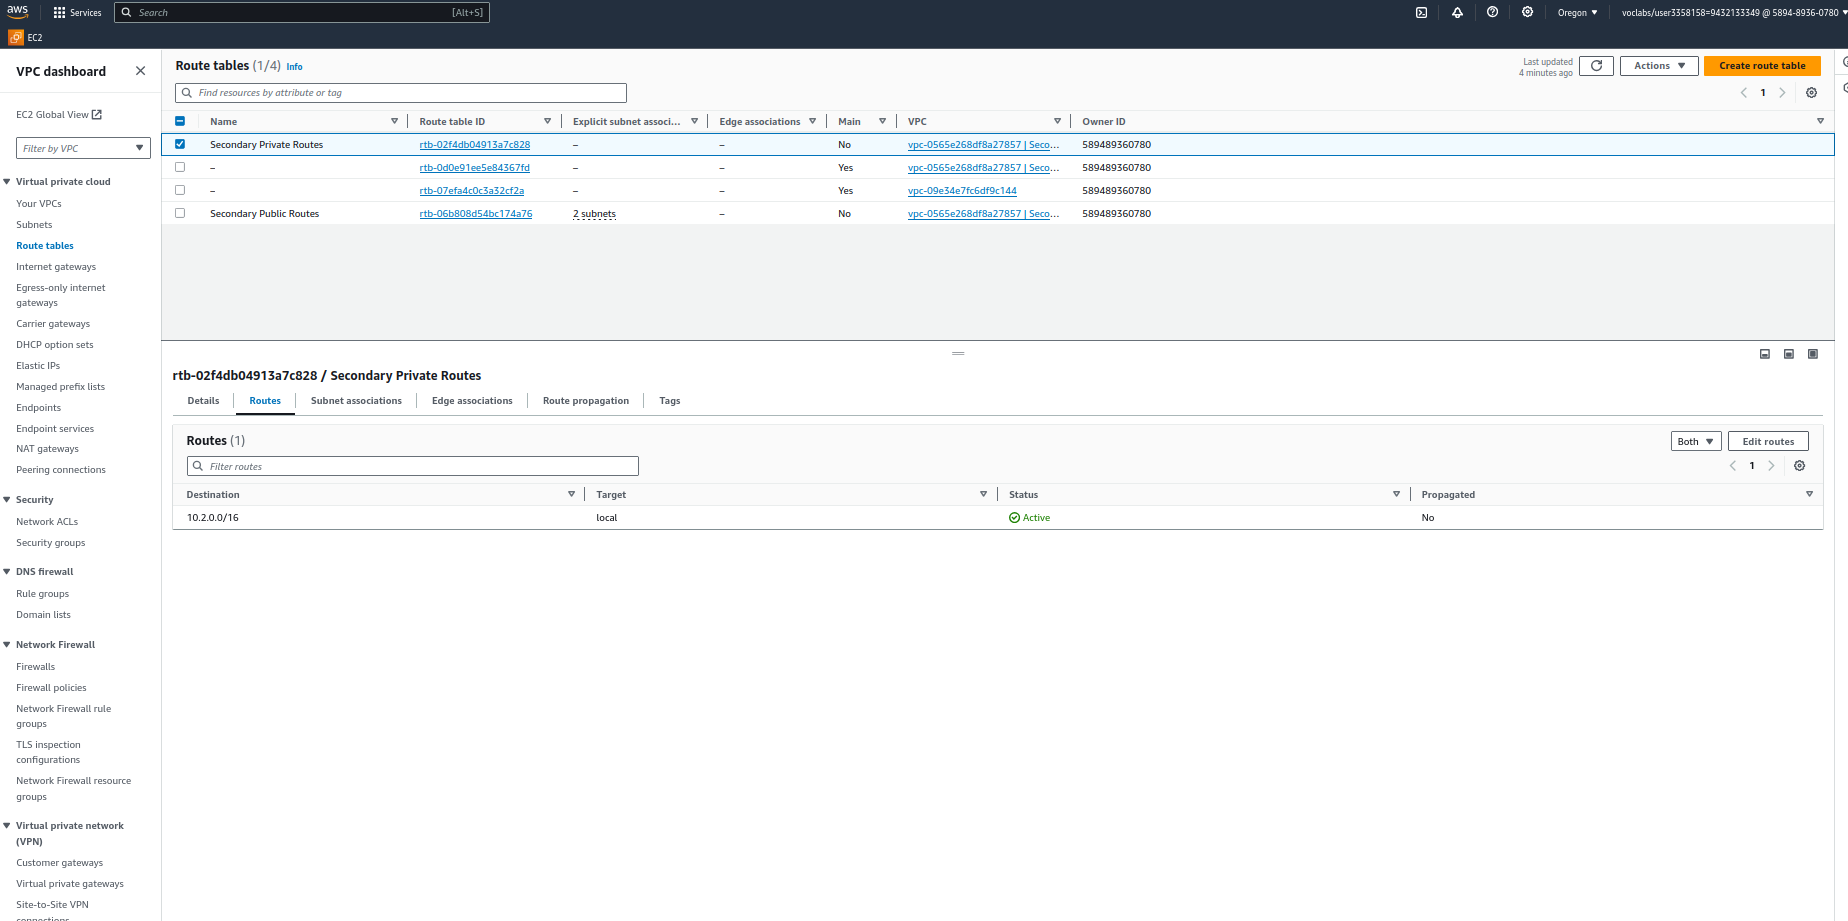 aws Services Search [Alt+S] Oregon voclabs/user3358158=9432133349 @ 5894-8936-0780
EC2
VPC dashboard
EC2 Global View
Filter by VPC
Virtual private cloud
Your VPCs
Subnets
Route tables
Internet gateways
Egress-only internet
gateways
Carrier gateways
DHCP option sets
Elastic IPs
Managed prefix lists
Endpoints
Endpoint services
NAT gateways
Peering connections
Security
Network ACLs
Security groups
DNS firewall
Rule groups
Domain lists
Network Firewall
Firewalls
Firewall policies
Network Firewall rule
groups
TLS inspection
configurations
Network Firewall resource
groups
Virtual private network
(VPN)
Customer gateways
Virtual private gateways
Site-to-Site VPN
connections
Route tables (1/4) Info
Last updated
4 minutes ago
Actions
Create route table
Find resources by attribute or tag
1
Name Route table ID Explicit subnet associ... Edge associations Main VPC Owner ID
Secondary Private Routes rtb-02f4db04913a7c828 – – No vpc-0565e268df8a27857 | Seco... 589489360780
– rtb-0d0e91ee5e84367fd – – Yes vpc-0565e268df8a27857 | Seco... 589489360780
– rtb-07efa4c0c3a32cf2a – – Yes vpc-09e34e7fc6df9c144 589489360780
Secondary Public Routes rtb-06b808d54bc174a76 2 subnets – No vpc-0565e268df8a27857 | Seco... 589489360780
rtb-02f4db04913a7c828 / Secondary Private Routes
Details Routes Subnet associations Edge associations Route propagation Tags
Routes (1)
Both
Edit routes
Filter routes
1
Destination Target Status Propagated
10.2.0.0/16 local Active No